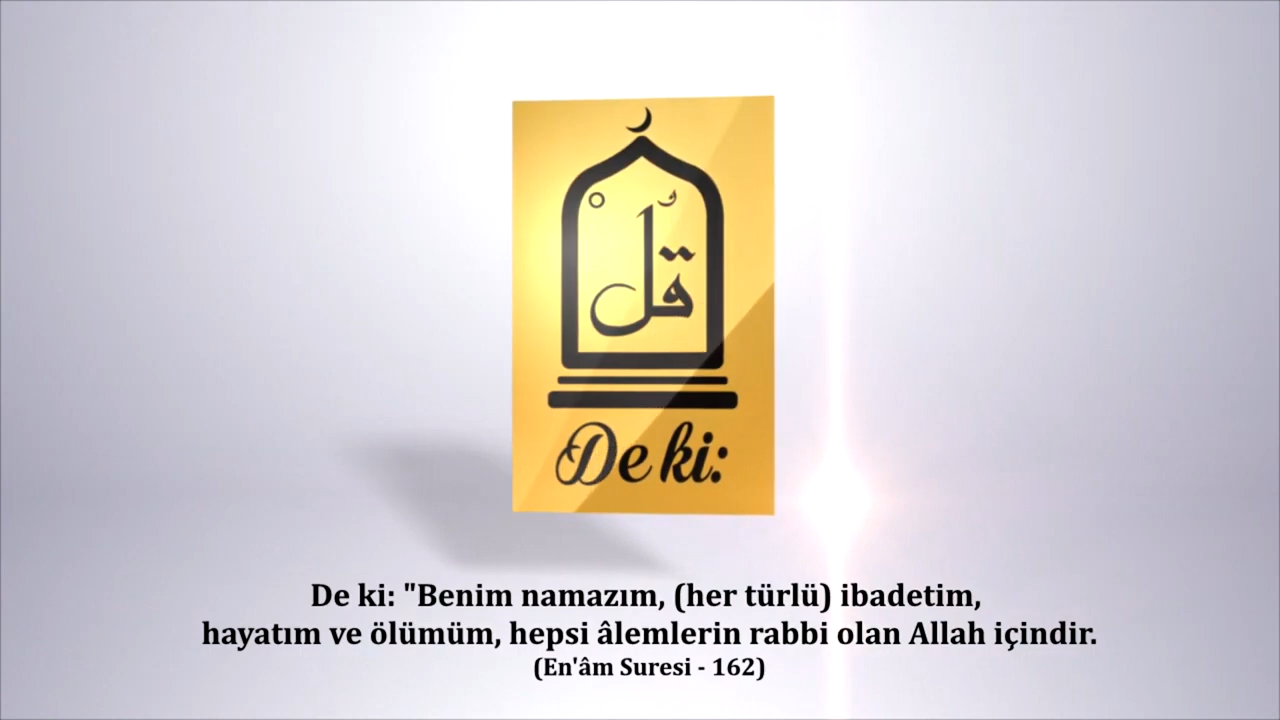 قُلْ
De ki:
De ki: "Benim namazım, (her türlü) ibadetim,
hayatım ve ölümüm, hepsi âlemlerin rabbi olan Allah içindir.
(En'âm Suresi - 162)